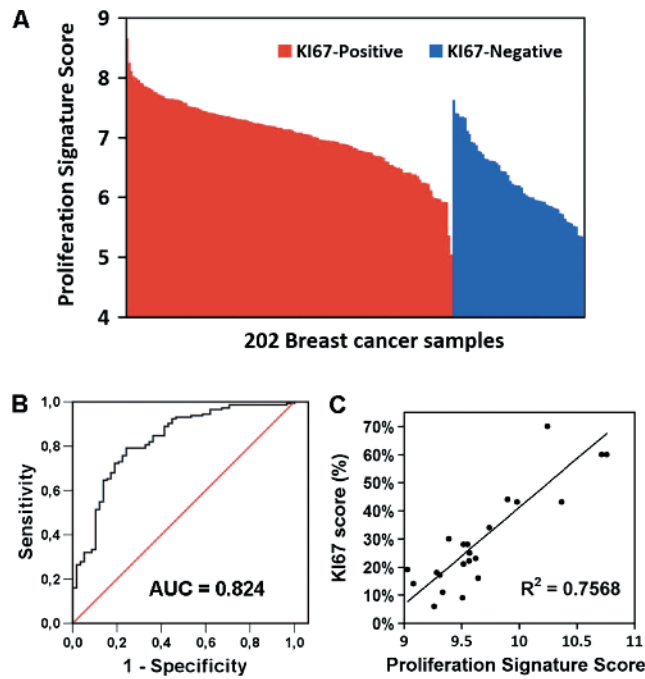 A
Proliferation Signature Score
9
8
7
6
5
4
KI67-Positive KI67-Negative
202 Breast cancer samples
B
Sensitivity
1,0
0,8
0,6
0,4
0,2
0,0
AUC = 0.824
0,0 0,2 0,4 0,6 0,8 1,0
1 - Specificity
C
KI67 score (%)
70%
60%
50%
40%
30%
20%
10%
0%
R² = 0.7568
9 9.5 10 10.5 11
Proliferation Signature Score